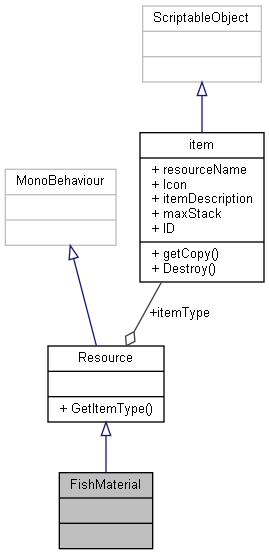 ScriptableObject
item
+ resourceName
+ Icon
+ itemDescription
+ maxStack
+ ID
+ getCopy()
+ Destroy()
MonoBehaviour
+itemType
Resource
+ GetItemType()
FishMaterial